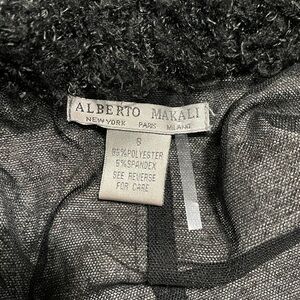 ALBERTO MAKALI
NEW YORK PARIS MILANO
S
95%POLYESTER
5%SPANDEX
SEE REVERSE
FOR CARE